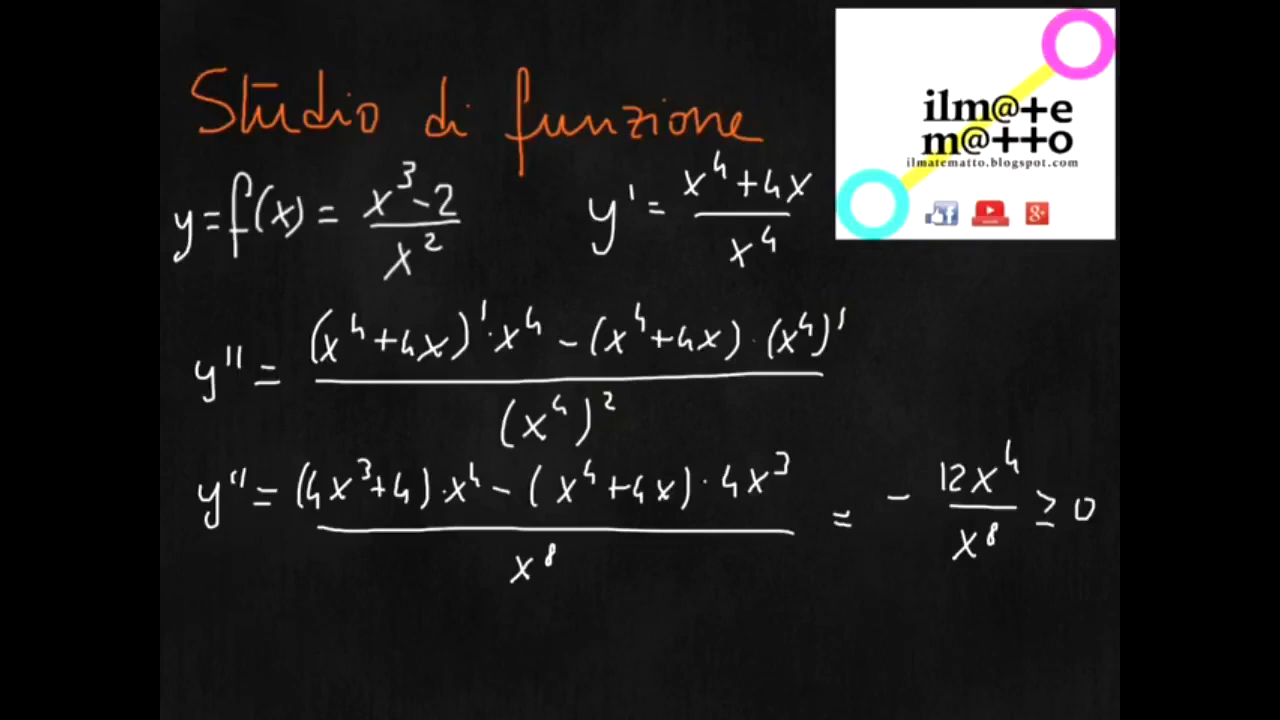 Studio di funzione
ilm@+e
m@++o
ilmatematto.blogspot.com
y = f(x) = (x³ - 2) / x²
y' = (x⁴ + 4x) / x⁴
y'' = ((x⁴ + 4x)' · x⁴ - (x⁴ + 4x) · (x⁴)') / (x⁴)²
y'' = ((4x³ + 4) · x⁴ - (x⁴ + 4x) · 4x³) / x⁸ = - 12x⁴ / x⁸ ≥ 0